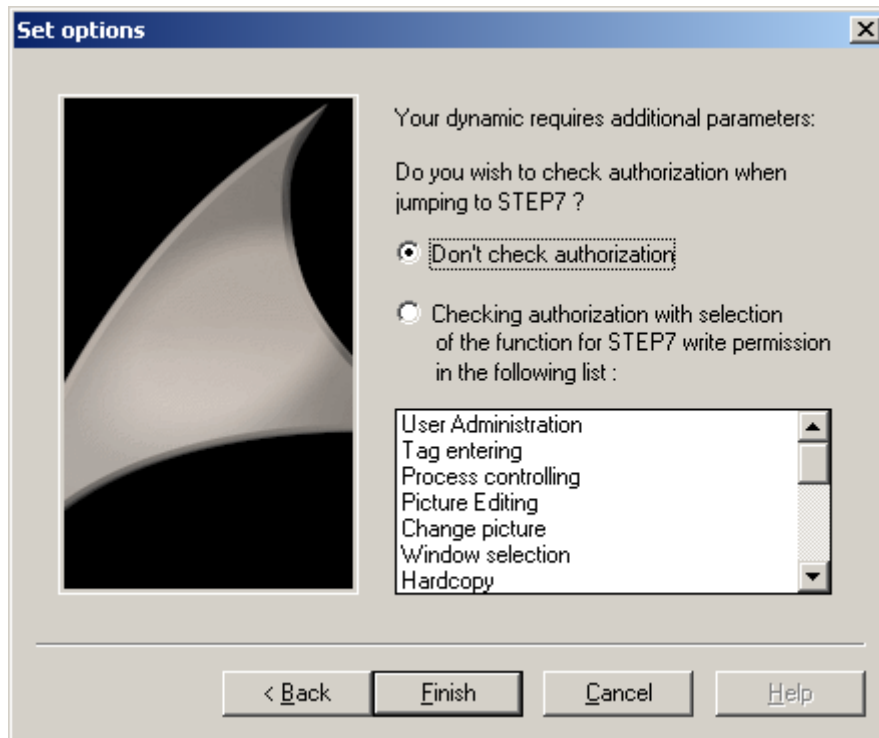 Set options
Your dynamic requires additional parameters:
Do you wish to check authorization when
jumping to STEP7 ?
Don't check authorization
Checking authorization with selection
of the function for STEP7 write permission
in the following list :
User Administration
Tag entering
Process controlling
Picture Editing
Change picture
Window selection
Hardcopy
< Back
Finish
Cancel
Help